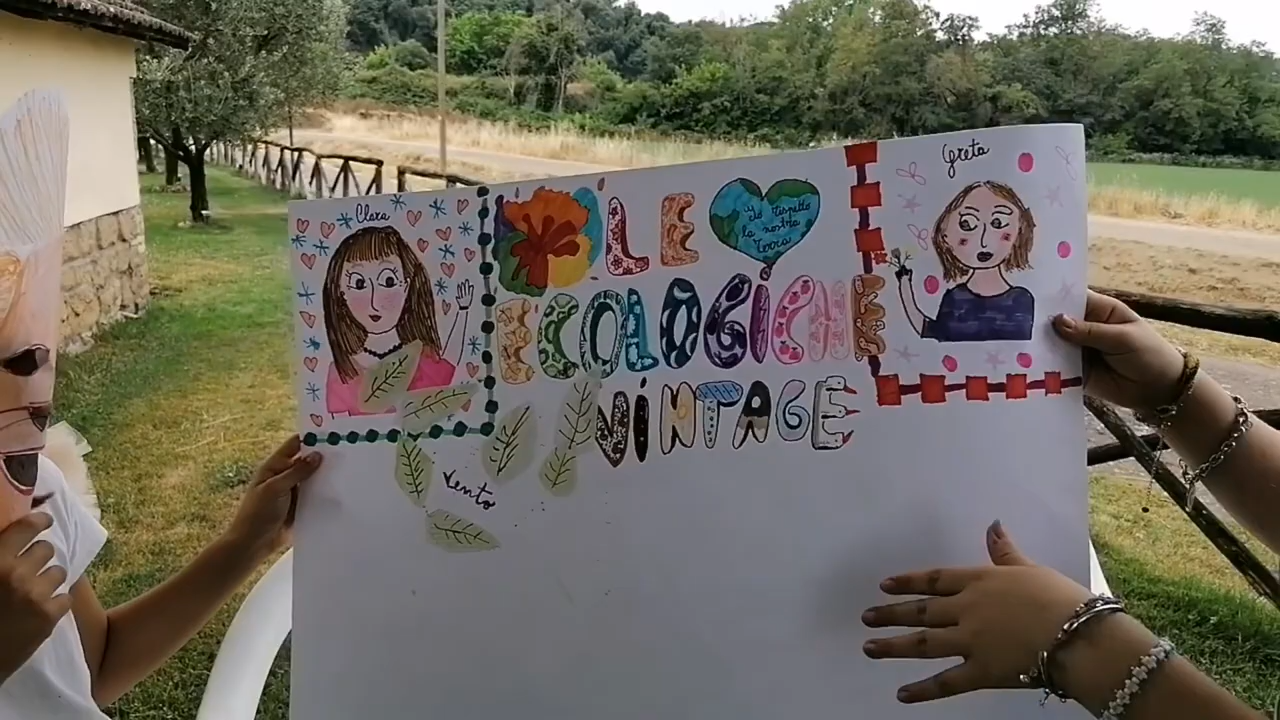 Clara
Greta
LE
io rispetto
la nostra
Terra
ECOLOGICHE
ViNTAGE
Vento